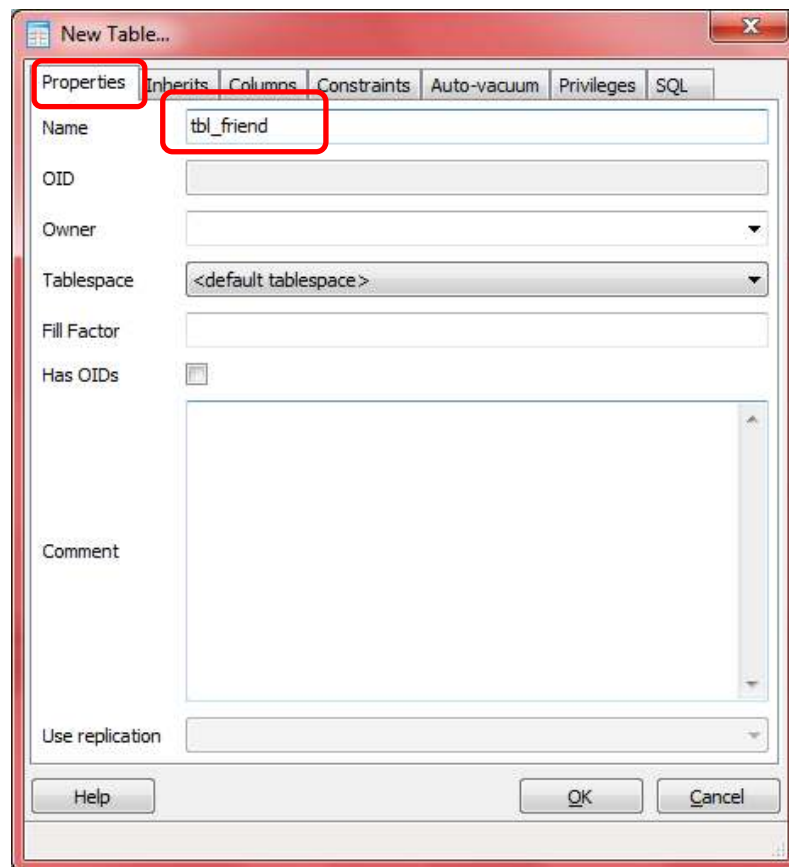 New Table...
Properties Inherits Columns Constraints Auto-vacuum Privileges SQL
Name tbl_friend
OID
Owner
Tablespace <default tablespace>
Fill Factor
Has OIDs
Comment
Use replication
Help OK Cancel